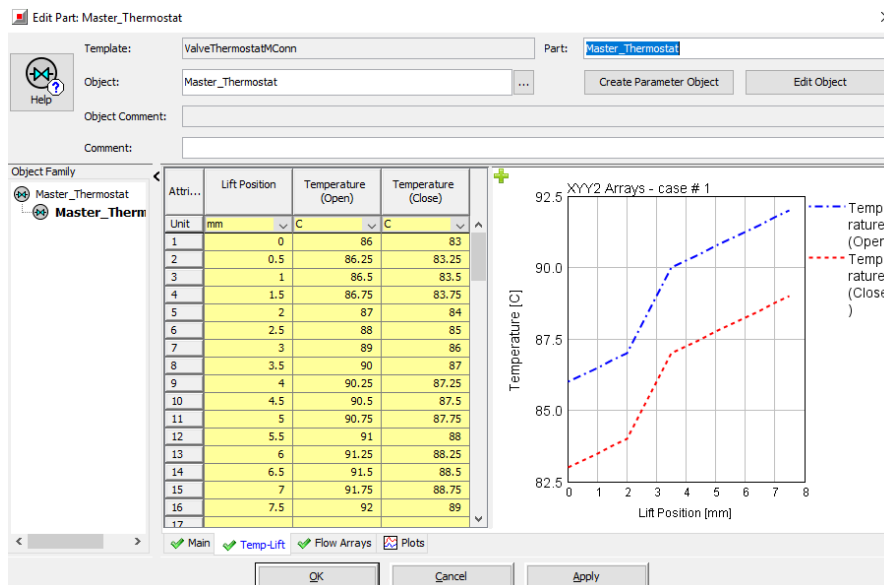 Edit Part: Master_Thermostat
Template: ValveThermostatMConn Part: Master_Thermostat
Help
Object: Master_Thermostat ... Create Parameter Object Edit Object
Object Comment:
Comment:
Object Family
Master_Thermostat
Master_Therm
Attri... Lift Position Temperature (Open) Temperature (Close)
Unit mm C C
1 0 86 83
2 0.5 86.25 83.25
3 1 86.5 83.5
4 1.5 86.75 83.75
5 2 87 84
6 2.5 88 85
7 3 89 86
8 3.5 90 87
9 4 90.25 87.25
10 4.5 90.5 87.5
11 5 90.75 87.75
12 5.5 91 88
13 6 91.25 88.25
14 6.5 91.5 88.5
15 7 91.75 88.75
16 7.5 92 89
17
XYY2 Arrays - case # 1
92.5
90.0
87.5
85.0
82.5
Temperature [C]
0 1 2 3 4 5 6 7 8
Lift Position [mm]
Temp
rature
(Oper
Temp
rature
(Close
)
Main Temp-Lift Flow Arrays Plots
OK Cancel Apply